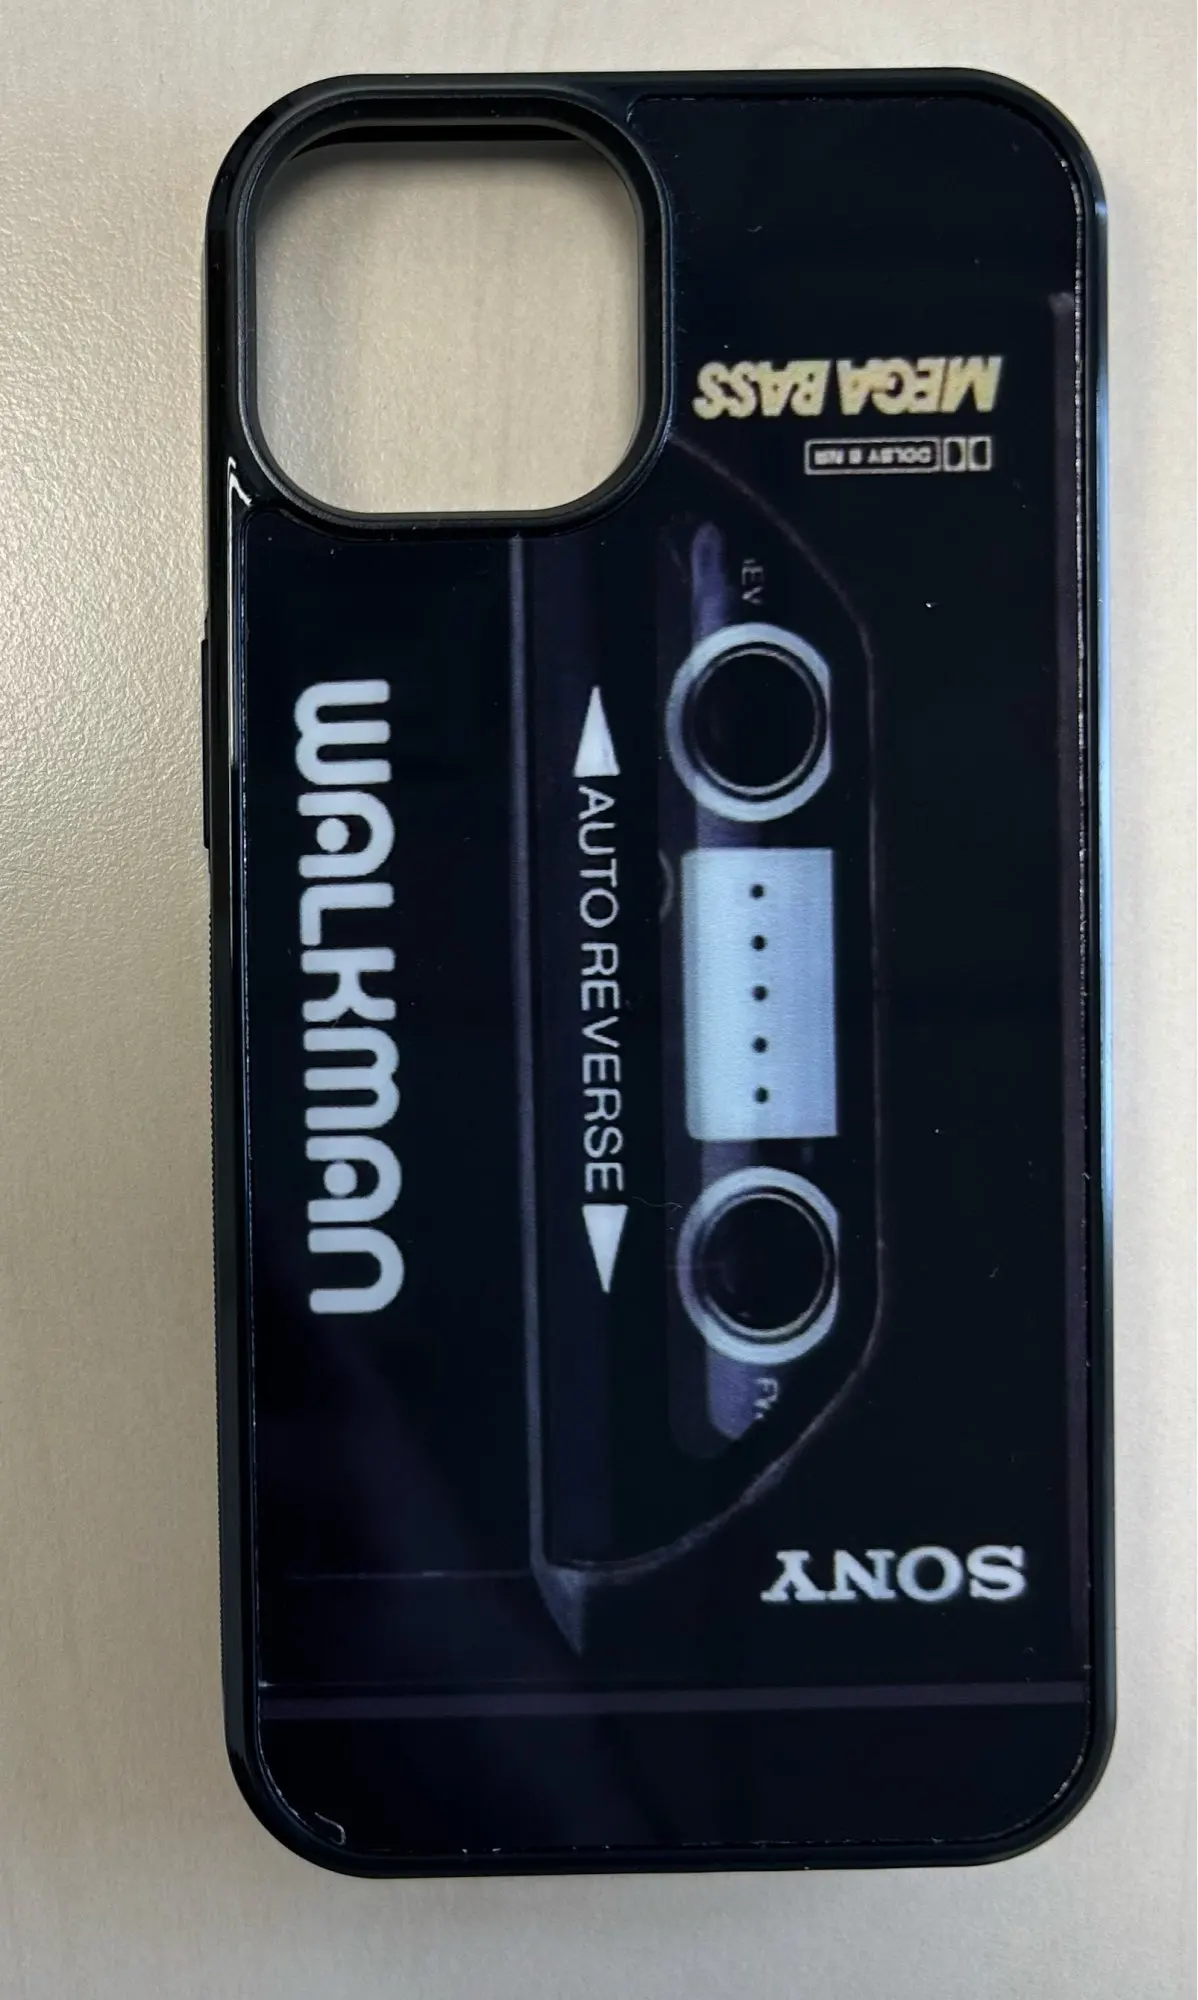 MEGA BASS
DOLBY B NR
WALKMAN
AUTO REVERSE
SONY